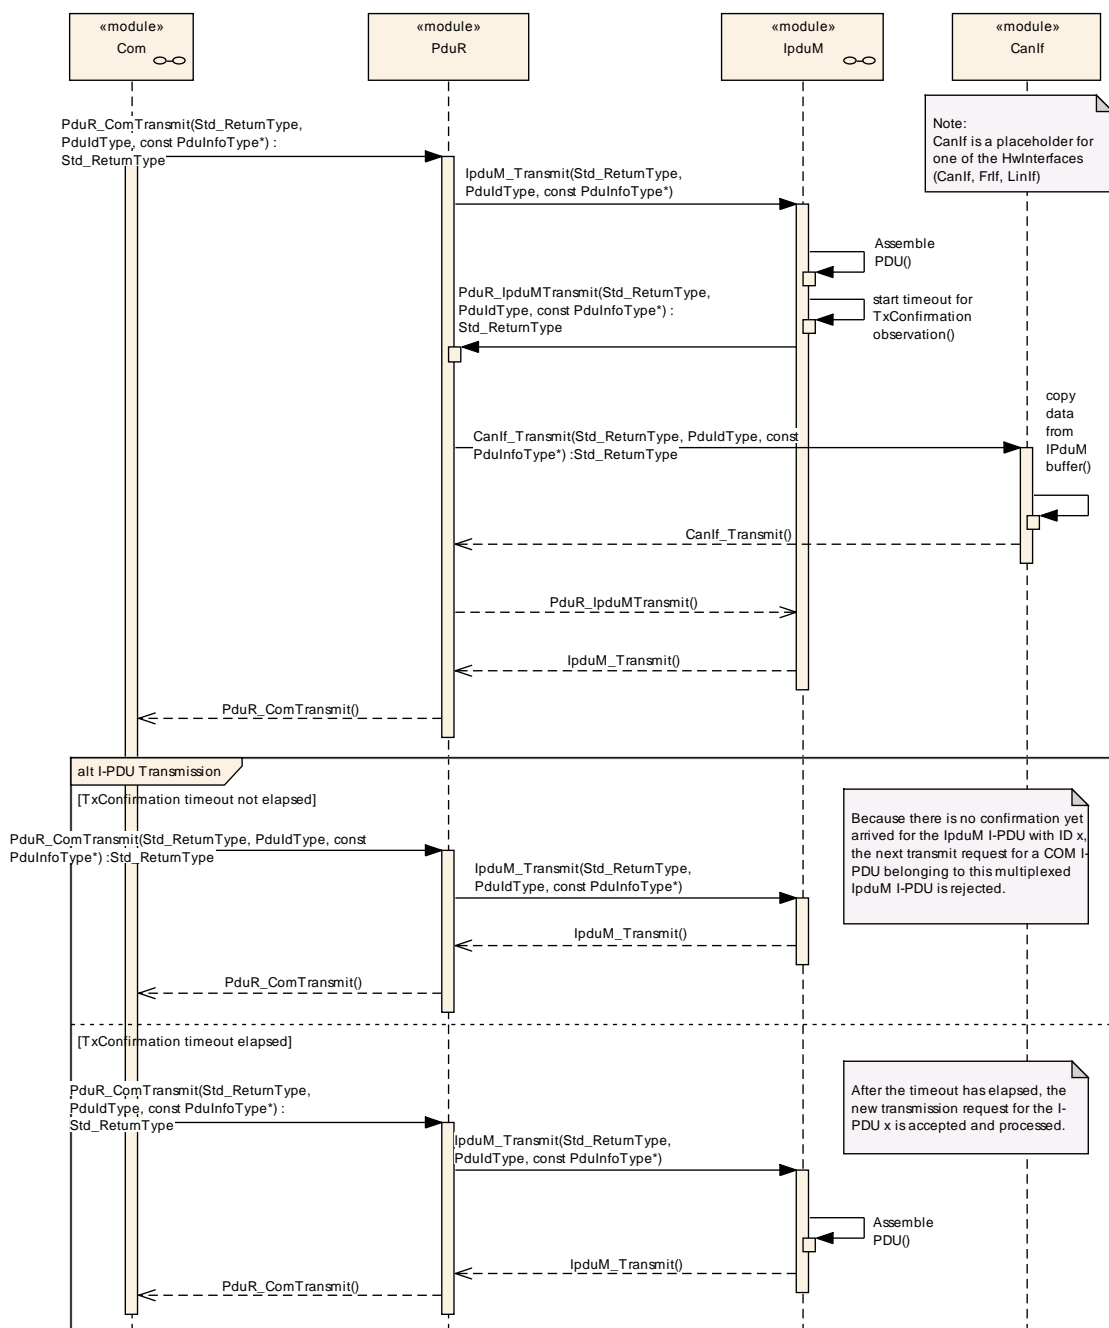 «module»
Com
«module»
PduR
«module»
IpduM
«module»
CanIf
Note:
CanIf is a placeholder for
one of the HwInterfaces
(CanIf, FrIf, LinIf)
PduR_ComTransmit(Std_ReturnType,
PduIdType, const PduInfoType*) :
Std_ReturnType
IpduM_Transmit(Std_ReturnType,
PduIdType, const PduInfoType*)
Assemble
PDU()
PduR_IpduMTransmit(Std_ReturnType,
PduIdType, const PduInfoType*) :
Std_ReturnType
start timeout for
TxConfirmation
observation()
copy
data
from
IPduM
buffer()
CanIf_Transmit(Std_ReturnType, PduIdType, const
PduInfoType*) :Std_ReturnType
CanIf_Transmit()
PduR_IpduMTransmit()
IpduM_Transmit()
PduR_ComTransmit()
alt I-PDU Transmission
[TxConfirmation timeout not elapsed]
Because there is no confirmation yet
arrived for the IpduM I-PDU with ID x,
the next transmit request for a COM I-
PDU belonging to this multiplexed
IpduM I-PDU is rejected.
PduR_ComTransmit(Std_ReturnType, PduIdType, const
PduInfoType*) :Std_ReturnType
IpduM_Transmit(Std_ReturnType,
PduIdType, const PduInfoType*)
IpduM_Transmit()
PduR_ComTransmit()
[TxConfirmation timeout elapsed]
After the timeout has elapsed, the
new transmission request for the I-
PDU x is accepted and processed.
PduR_ComTransmit(Std_ReturnType,
PduIdType, const PduInfoType*) :
Std_ReturnType
IpduM_Transmit(Std_ReturnType,
PduIdType, const PduInfoType*)
Assemble
PDU()
IpduM_Transmit()
PduR_ComTransmit()